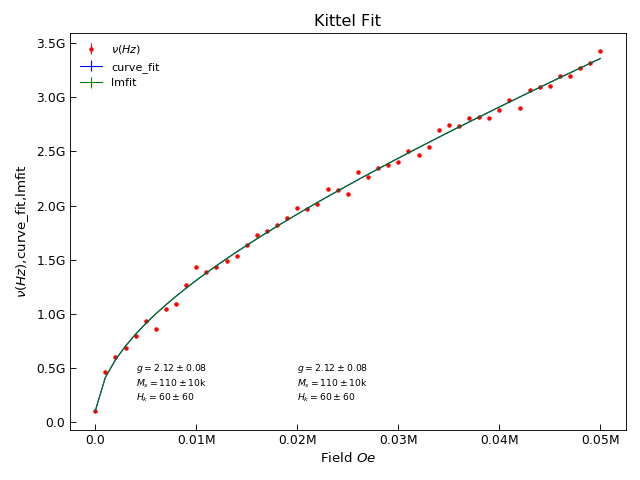 Kittel Fit
3.5G
3.0G
2.5G
2.0G
1.5G
1.0G
0.5G
0.0
ν(Hz),curve_fit,lmfit
ν(Hz)
curve_fit
lmfit
g = 2.12 ± 0.08
Mₛ = 110 ± 10k
Hₖ = 60 ± 60
g = 2.12 ± 0.08
Mₛ = 110 ± 10k
Hₖ = 60 ± 60
0.0 0.01M 0.02M 0.03M 0.04M 0.05M
Field Oe